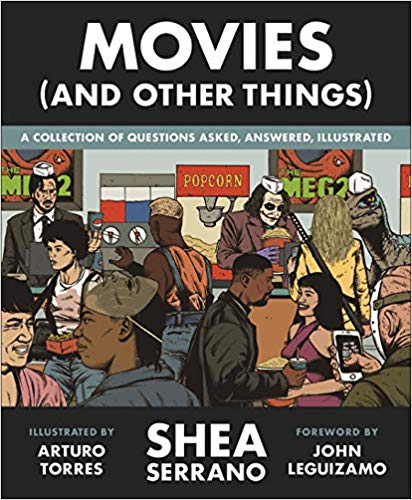 MOVIES
(AND OTHER THINGS)
A COLLECTION OF QUESTIONS ASKED, ANSWERED, ILLUSTRATED
THE
MEG2
POPCORN
THE
MEG2
ILLUSTRATED BY
ARTURO
TORRES
SHEA
SERRANO
FOREWORD BY
JOHN
LEGUIZAMO